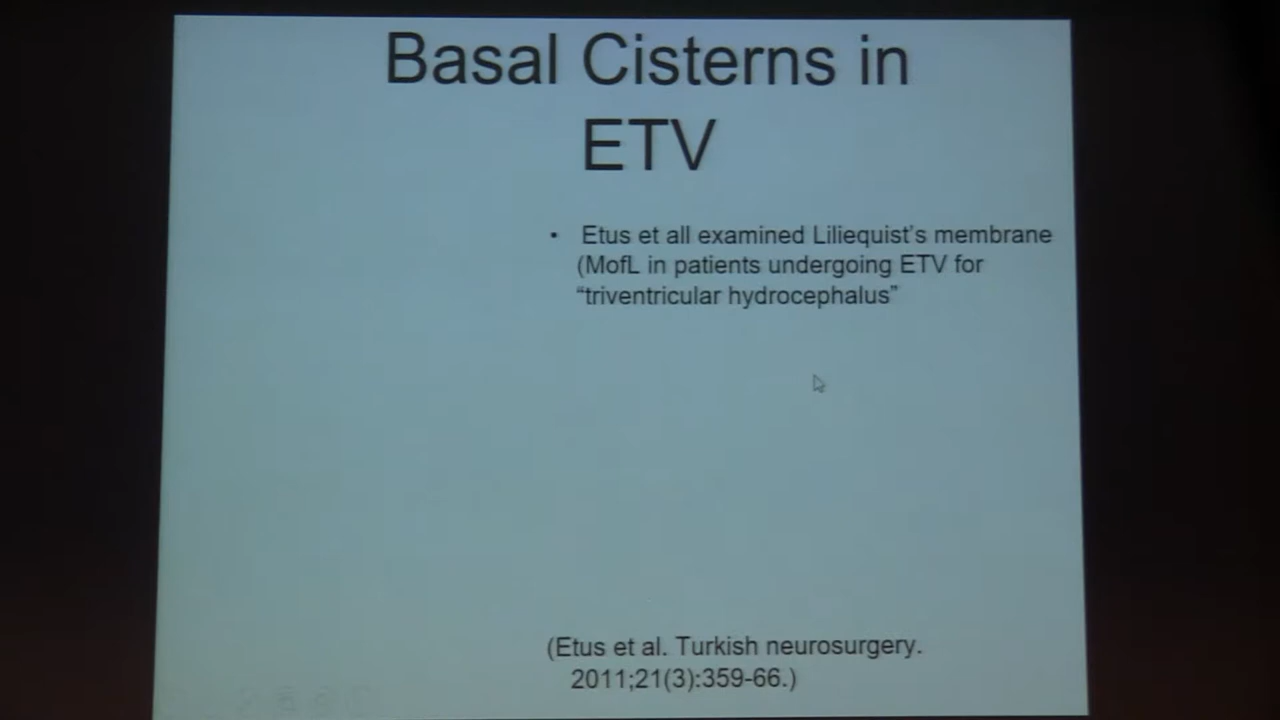 Basal Cisterns in
ETV
• Etus et all examined Liliequist's membrane
(MofL in patients undergoing ETV for
“triventricular hydrocephalus”
(Etus et al. Turkish neurosurgery.
2011;21(3):359-66.)